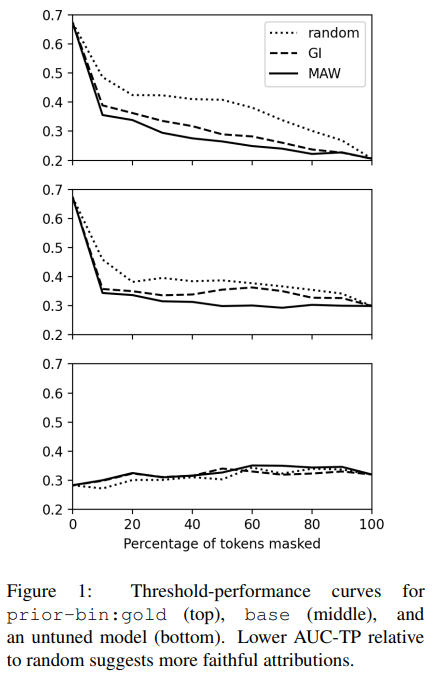 0.7
0.6
0.5
0.4
0.3
0.2
random
GI
MAW
0.7
0.6
0.5
0.4
0.3
0.2
0.7
0.6
0.5
0.4
0.3
0.2
0 20 40 60 80 100
Percentage of tokens masked
Figure 1: Threshold-performance curves for
prior-bin:gold (top), base (middle), and
an untuned model (bottom). Lower AUC-TP relative
to random suggests more faithful attributions.